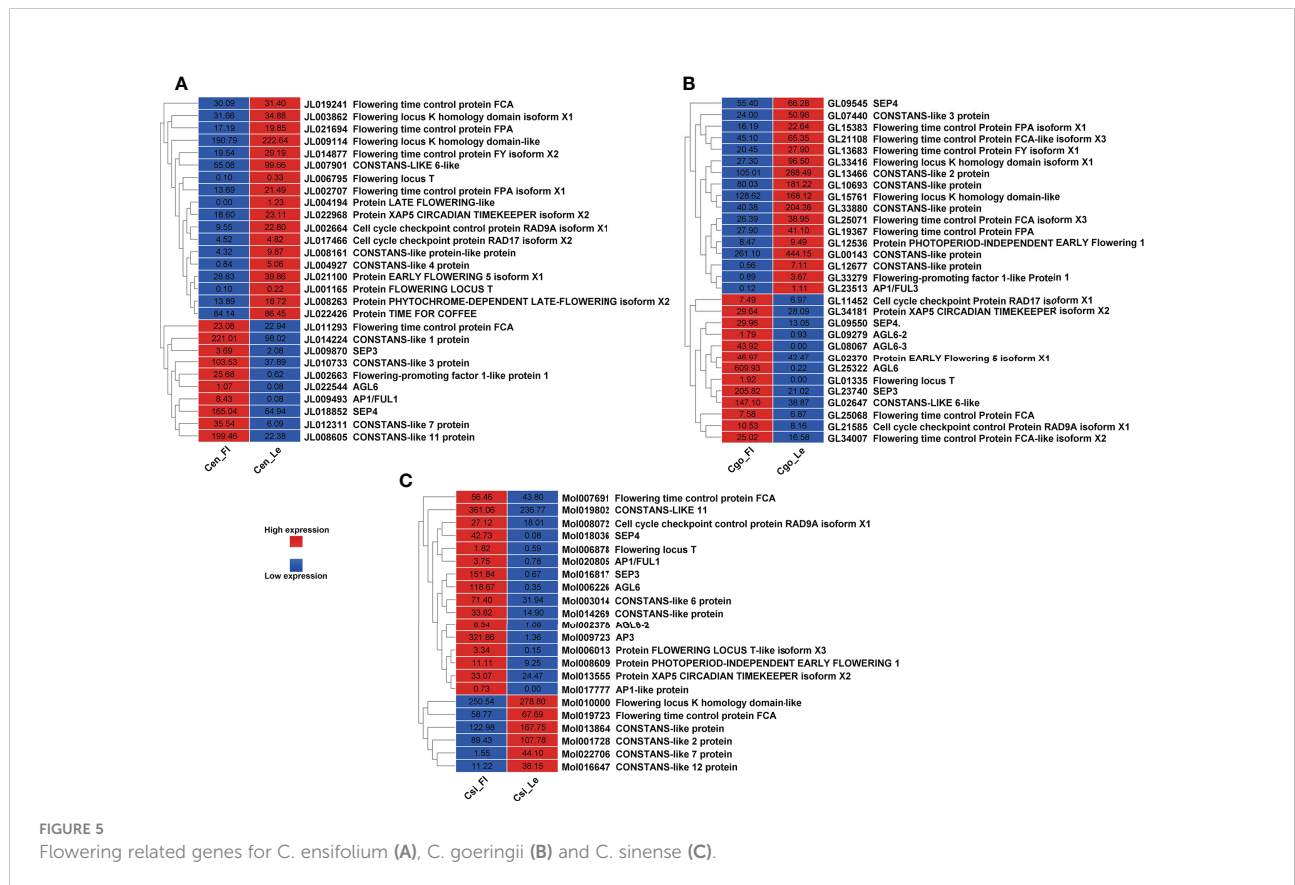 A
30.09 31.40 JL019241 Flowering time control protein FCA
31.66 34.88 JL003862 Flowering locus K homology domain isoform X1
17.19 19.85 JL021694 Flowering time control protein FPA
190.79 222.64 JL009114 Flowering locus K homology domain-like
19.54 29.19 JL014877 Flowering time control protein FY isoform X2
55.08 99.66 JL007901 CONSTANS-LIKE 6-like
0.10 0.33 JL006795 Flowering locus T
13.69 21.49 JL002707 Flowering time control protein FPA isoform X1
0.00 1.23 JL004194 Protein LATE FLOWERING-like
18.60 23.11 JL022968 Protein XAP5 CIRCADIAN TIMEKEEPER isoform X2
9.55 22.80 JL002664 Cell cycle checkpoint control protein RAD9A isoform X1
4.52 4.82 JL017466 Cell cycle checkpoint protein RAD17 isoform X2
4.32 9.87 JL008161 CONSTANS-like protein-like protein
0.84 5.06 JL004927 CONSTANS-like 4 protein
28.83 39.86 JL021100 Protein EARLY FLOWERING 5 isoform X1
0.10 0.22 JL001165 Protein FLOWERING LOCUS T
13.89 18.72 JL008263 Protein PHYTOCHROME-DEPENDENT LATE-FLOWERING isoform X2
84.14 86.45 JL022426 Protein TIME FOR COFFEE
23.08 22.94 JL011293 Flowering time control protein FCA
221.01 98.02 JL014224 CONSTANS-like 1 protein
3.69 2.08 JL009870 SEP3
103.53 37.89 JL010733 CONSTANS-like 3 protein
25.68 0.62 JL002663 Flowering-promoting factor 1-like protein 1
1.07 0.08 JL022544 AGL6
8.43 0.08 JL009493 AP1/FUL1
165.04 84.94 JL018852 SEP4
35.54 6.09 JL012311 CONSTANS-like 7 protein
199.46 22.38 JL008605 CONSTANS-like 11 protein
Cen_Fl Cen_Le
B
55.40 66.28 GL09545 SEP4
24.00 50.98 GL07440 CONSTANS-like 3 protein
16.19 22.64 GL15383 Flowering time control Protein FPA isoform X1
45.10 65.35 GL21108 Flowering time control Protein FCA-like isoform X3
20.45 27.90 GL13683 Flowering time control Protein FY isoform X1
27.30 96.50 GL33416 Flowering locus K homology domain isoform X1
105.01 288.49 GL13466 CONSTANS-like 2 protein
80.03 181.22 GL10693 CONSTANS-like protein
128.62 168.12 GL15761 Flowering locus K homology domain-like
40.38 204.36 GL33880 CONSTANS-like protein
26.39 38.95 GL25071 Flowering time control Protein FCA isoform X3
27.90 41.10 GL19367 Flowering time control Protein FPA
8.47 9.49 GL12536 Protein PHOTOPERIOD-INDEPENDENT EARLY Flowering 1
261.10 444.15 GL00143 CONSTANS-like protein
0.56 7.11 GL12677 CONSTANS-like protein
0.89 3.67 GL33279 Flowering-promoting factor 1-like Protein 1
0.12 1.11 GL23513 AP1/FUL3
7.49 6.97 GL11452 Cell cycle checkpoint Protein RAD17 isoform X1
29.64 28.09 GL34181 Protein XAP5 CIRCADIAN TIMEKEEPER isoform X2
29.96 13.05 GL09550 SEP4.
1.79 0.93 GL09279 AGL6-2
43.92 0.00 GL08067 AGL6-3
46.97 42.47 GL02370 Protein EARLY Flowering 5 isoform X1
609.93 0.22 GL25322 AGL6
1.92 0.00 GL01335 Flowering locus T
205.82 21.02 GL23740 SEP3
147.10 38.87 GL02647 CONSTANS-LIKE 6-like
7.58 6.87 GL25068 Flowering time control Protein FCA
10.53 8.16 GL21585 Cell cycle checkpoint control Protein RAD9A isoform X1
25.02 16.58 GL34007 Flowering time control Protein FCA-like isoform X2
Cgo_Fl Cgo_Le
C
56.46 43.80 Mol007691 Flowering time control protein FCA
361.06 236.77 Mol019802 CONSTANS-LIKE 11
27.12 18.01 Mol008072 Cell cycle checkpoint control protein RAD9A isoform X1
42.73 0.08 Mol018036 SEP4
1.82 0.59 Mol006878 Flowering locus T
3.75 0.78 Mol020805 AP1/FUL1
151.84 0.67 Mol016817 SEP3
118.67 0.35 Mol006226 AGL6
71.40 31.94 Mol003014 CONSTANS-like 6 protein
33.82 14.90 Mol014269 CONSTANS-like protein
Mol002378 AGL6-2
321.86 1.36 Mol009723 AP3
3.34 0.15 Mol006013 Protein FLOWERING LOCUS T-like isoform X3
11.11 9.25 Mol008609 Protein PHOTOPERIOD-INDEPENDENT EARLY FLOWERING 1
33.07 24.47 Mol013555 Protein XAP5 CIRCADIAN TIMEKEEPER isoform X2
0.73 0.00 Mol017777 AP1-like protein
250.54 278.80 Mol010000 Flowering locus K homology domain-like
58.77 67.69 Mol019723 Flowering time control protein FCA
122.98 167.75 Mol013864 CONSTANS-like protein
89.43 107.78 Mol001728 CONSTANS-like 2 protein
1.55 44.10 Mol022706 CONSTANS-like 7 protein
11.22 38.15 Mol016647 CONSTANS-like 12 protein
Csi_Fl Csi_Le
High expression
Low expression
FIGURE 5
Flowering related genes for C. ensifolium (A), C. goeringii (B) and C. sinense (C).